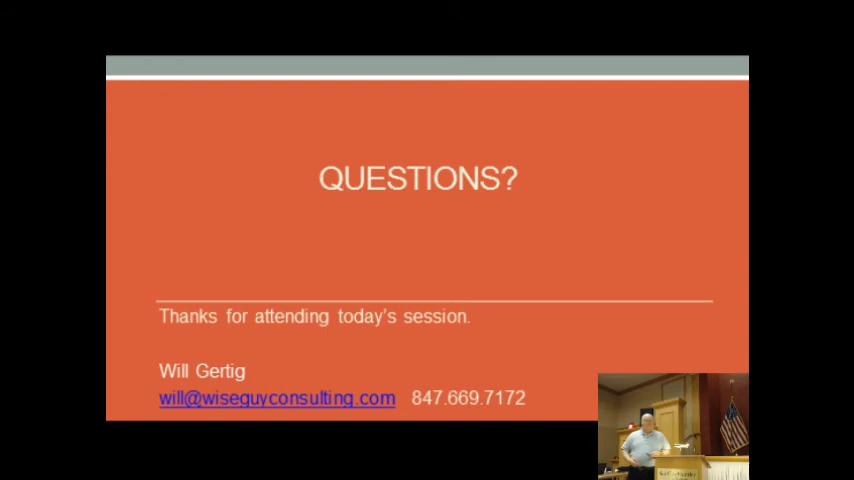 QUESTIONS?
Thanks for attending today's session.
Will Gertig
will@wiseguyconsulting.com 847.669.7172